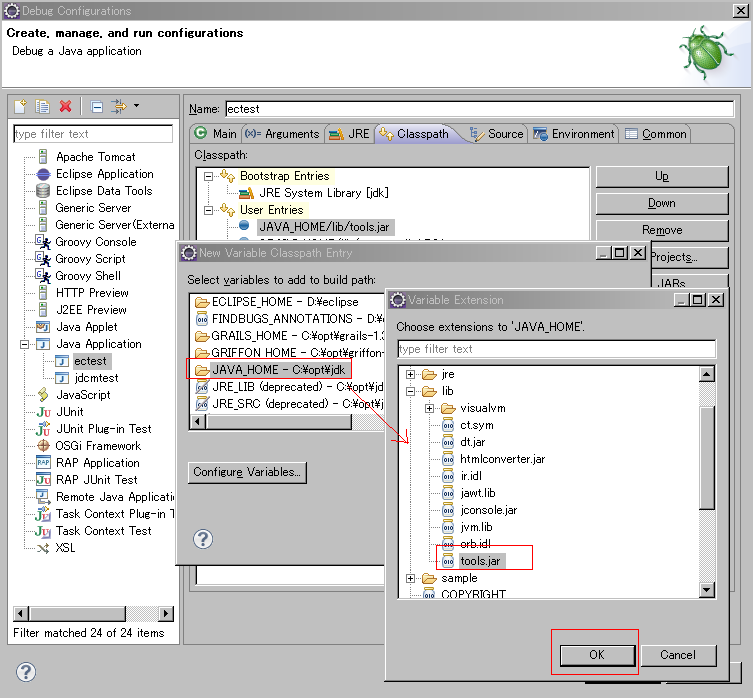 Debug Configurations
Create, manage, and run configurations
Debug a Java application
type filter text
Apache Tomcat
Eclipse Application
Eclipse Data Tools
Generic Server
Generic Server(Externa
Groovy Console
Groovy Script
Groovy Shell
HTTP Preview
J2EE Preview
Java Applet
Java Application
ectest
jdcmtest
JavaScript
JUnit
JUnit Plug-in Test
OSGi Framework
RAP Application
RAP JUnit Test
Remote Java Applicati
Task Context Plug-in T
Task Context Test
XSL
Filter matched 24 of 24 items
Name: ectest
Main (x)= Arguments JRE Classpath Source Environment Common
Classpath:
Bootstrap Entries
JRE System Library [jdk]
User Entries
JAVA_HOME/lib/tools.jar
Up
Down
Remove
Projects...
JARs
New Variable Classpath Entry
Select variables to add to build path:
ECLIPSE_HOME - D:¥eclipse
FINDBUGS_ANNOTATIONS - D:¥
GRAILS_HOME - C:¥opt¥grails-1.3
GRIFFON_HOME - C:¥opt¥griffon-
JAVA_HOME - C:¥opt¥jdk
JRE_LIB (deprecated) - C:¥opt¥jd
JRE_SRC (deprecated) - C:¥opt¥
Configure Variables...
Variable Extension
Choose extensions to 'JAVA_HOME'.
type filter text
jre
lib
visualvm
ct.sym
dt.jar
htmlconverter.jar
ir.idl
jawt.lib
jconsole.jar
jvm.lib
orb.idl
tools.jar
sample
COPYRIGHT
OK
Cancel